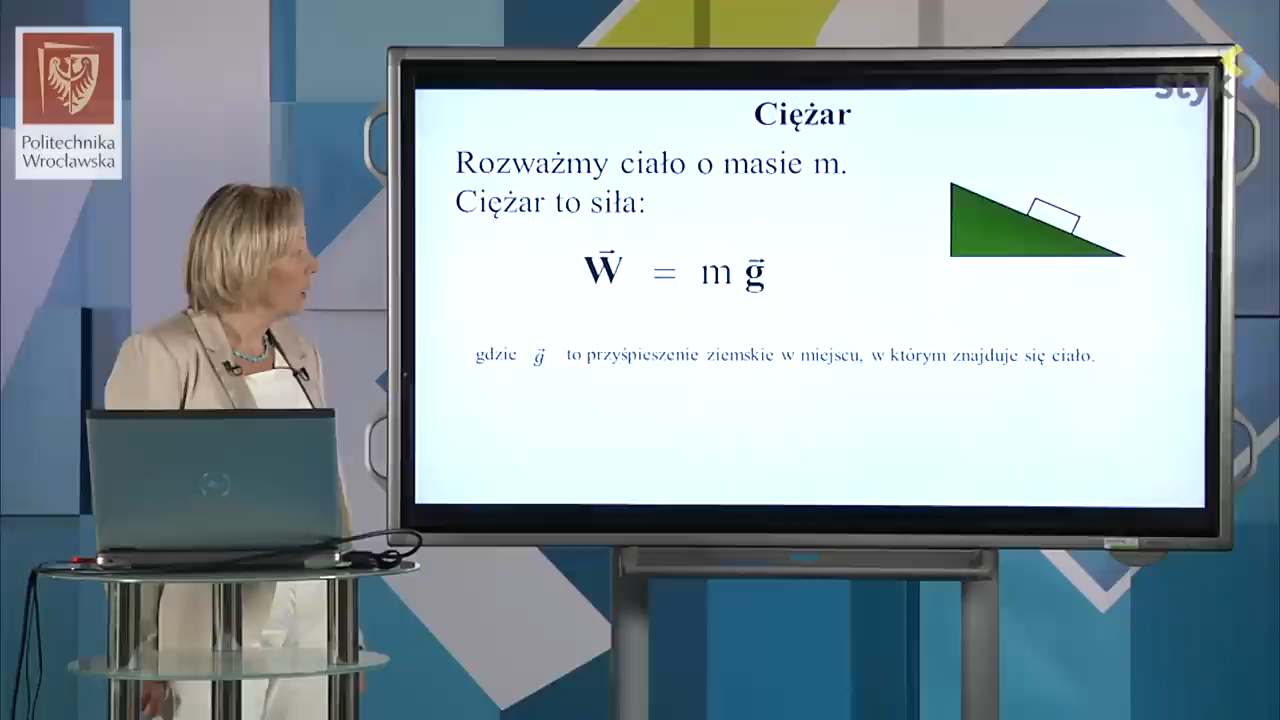 Politechnika
Wrocławska
styk
Ciężar
Rozważmy ciało o masie m.
Ciężar to siła:
W⃗ = m g⃗
gdzie g⃗ to przyśpieszenie ziemskie w miejscu, w którym znajduje się ciało.